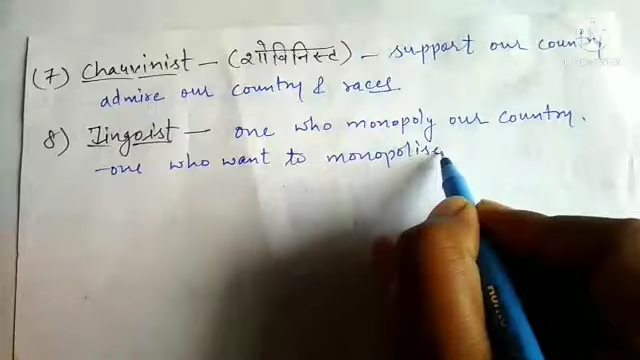 (7) Chauvinist - (शोविनिस्ट) - support our country
admire our country & races
8) Jingoist - one who monopoly our country.
- one who want to monopolise